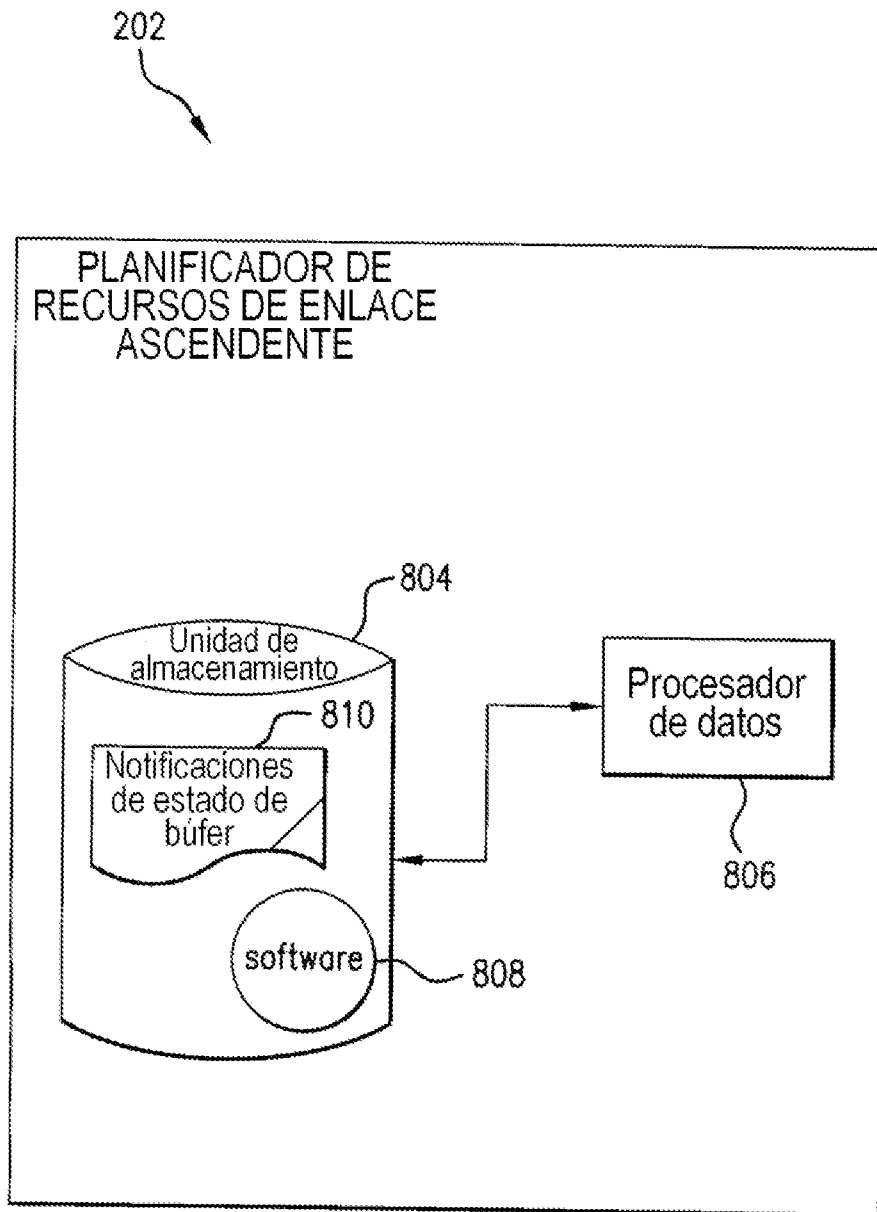 202
PLANIFICADOR DE
RECURSOS DE ENLACE
ASCENDENTE
804
Unidad de
almacenamiento
810
Notificaciones
de estado de
búfer
Procesador
de datos
806
software
808